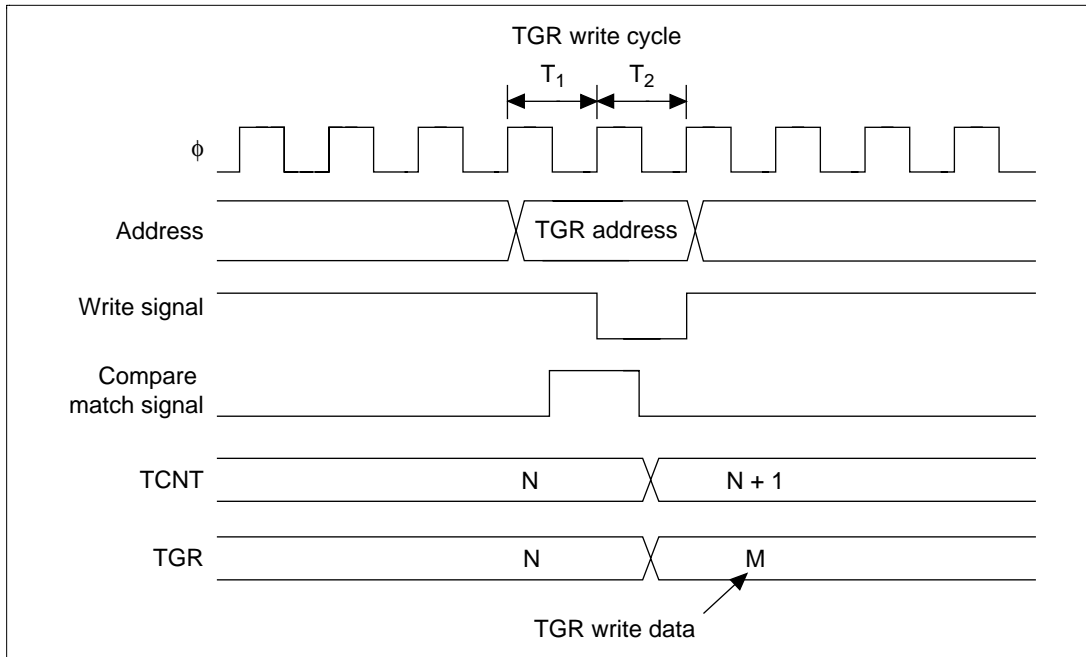 TGR write cycle
T1 T2
ϕ
Address TGR address
Write signal
Compare
match signal
TCNT N N + 1
TGR N M
TGR write data